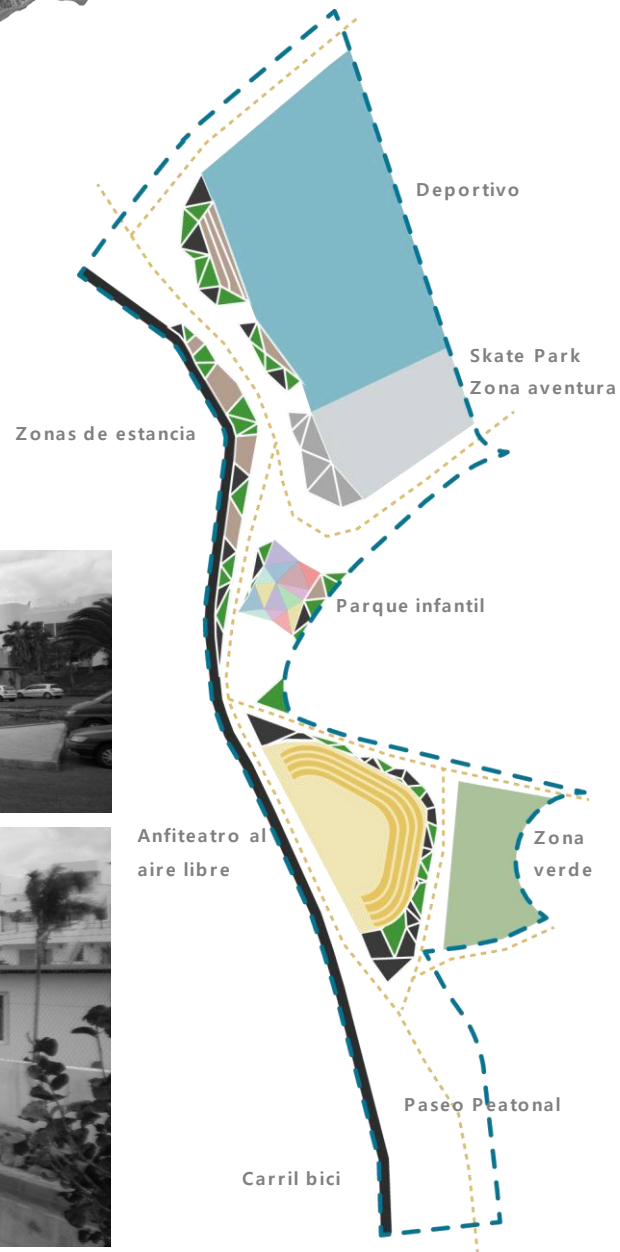 Deportivo
Skate Park
Zona aventura
Zonas de estancia
Parque infantil
Anfiteatro al
aire libre
Zona
verde
Paseo Peatonal
Carril bici